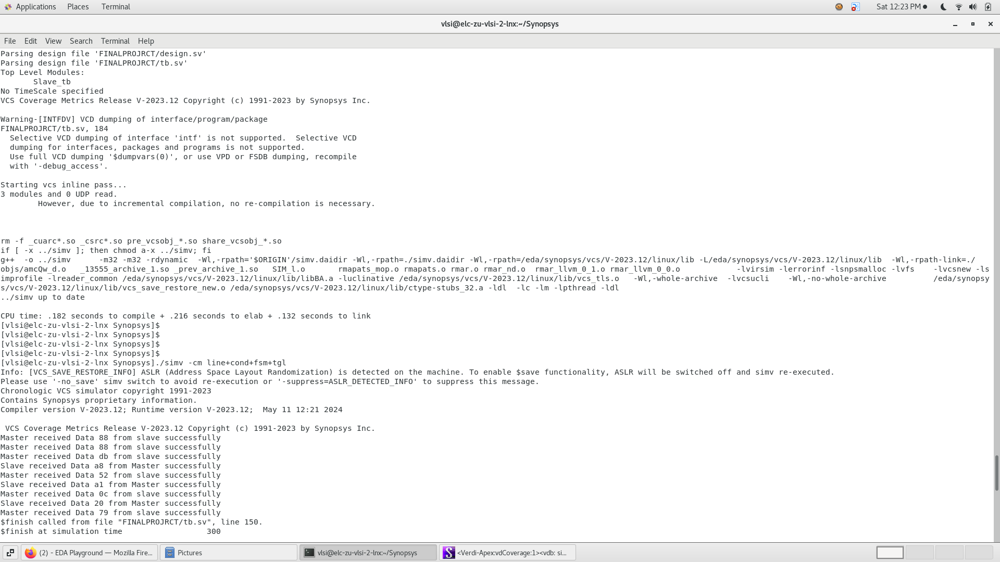 Applications Places Terminal Sat 12:23 PM
vlsi@elc-zu-vlsi-2-lnx:~/Synopsys
File Edit View Search Terminal Help
Parsing design file 'FINALPROJRCT/design.sv'
Parsing design file 'FINALPROJRCT/tb.sv'
Top Level Modules:
       Slave_tb
No TimeScale specified
VCS Coverage Metrics Release V-2023.12 Copyright (c) 1991-2023 by Synopsys Inc.
Warning-[INTFDV] VCD dumping of interface/program/package
FINALPROJRCT/tb.sv, 184
  Selective VCD dumping of interface 'intf' is not supported.  Selective VCD
  dumping for interfaces, packages and programs is not supported.
  Use full VCD dumping '$dumpvars(0)', or use VPD or FSDB dumping, recompile
  with '-debug_access'.
Starting vcs inline pass...
3 modules and 0 UDP read.
        However, due to incremental compilation, no re-compilation is necessary.
rm -f _cuarc*.so _csrc*.so pre_vcsobj_*.so share_vcsobj_*.so
if [ -x ../simv ]; then chmod a-x ../simv; fi
g++  -o ../simv      -m32 -m32 -rdynamic  -Wl,-rpath='$ORIGIN'/simv.daidir -Wl,-rpath=./simv.daidir -Wl,-rpath=/eda/synopsys/vcs/V-2023.12/linux/lib -L/eda/synopsys/vcs/V-2023.12/linux/lib  -Wl,-rpath-link=./
objs/amcQw_d.o   _13555_archive_1.so _prev_archive_1.so   SIM_l.o       rmapats_mop.o rmapats.o rmar.o rmar_nd.o  rmar_llvm_0_1.o rmar_llvm_0_0.o            -lvirsim -lerrorinf -lsnpsmalloc -lvfs    -lvcsnew -ls
improfile -lreader_common /eda/synopsys/vcs/V-2023.12/linux/lib/libBA.a -luclinative /eda/synopsys/vcs/V-2023.12/linux/lib/vcs_tls.o   -Wl,-whole-archive  -lvcsucli    -Wl,-no-whole-archive          /eda/synopsy
s/vcs/V-2023.12/linux/lib/vcs_save_restore_new.o /eda/synopsys/vcs/V-2023.12/linux/lib/ctype-stubs_32.a -ldl  -lc -lm -lpthread -ldl
../simv up to date
CPU time: .182 seconds to compile + .216 seconds to elab + .132 seconds to link
[vlsi@elc-zu-vlsi-2-lnx Synopsys]$
[vlsi@elc-zu-vlsi-2-lnx Synopsys]$
[vlsi@elc-zu-vlsi-2-lnx Synopsys]$
[vlsi@elc-zu-vlsi-2-lnx Synopsys]$
[vlsi@elc-zu-vlsi-2-lnx Synopsys]./simv -cm line+cond+fsm+tgl
Info: [VCS_SAVE_RESTORE_INFO] ASLR (Address Space Layout Randomization) is detected on the machine. To enable $save functionality, ASLR will be switched off and simv re-executed.
Please use '-no_save' simv switch to avoid re-execution or '-suppress=ASLR_DETECTED_INFO' to suppress this message.
Chronologic VCS simulator copyright 1991-2023
Contains Synopsys proprietary information.
Compiler version V-2023.12; Runtime version V-2023.12;  May 11 12:21 2024
 VCS Coverage Metrics Release V-2023.12 Copyright (c) 1991-2023 by Synopsys Inc.
Master received Data 88 from slave successfully
Master received Data 88 from slave successfully
Master received Data db from slave successfully
Slave received Data a8 from Master successfully
Master received Data 52 from slave successfully
Slave received Data a1 from Master successfully
Master received Data 0c from slave successfully
Slave received Data 20 from Master successfully
Master received Data 79 from slave successfully
$finish called from file "FINALPROJRCT/tb.sv", line 150.
$finish at simulation time                  300
(2) - EDA Playground — Mozilla Fire... Pictures vlsi@elc-zu-vlsi-2-lnx:~/Synopsys <Verdi-Apex:vdCoverage:1><vdb: si...